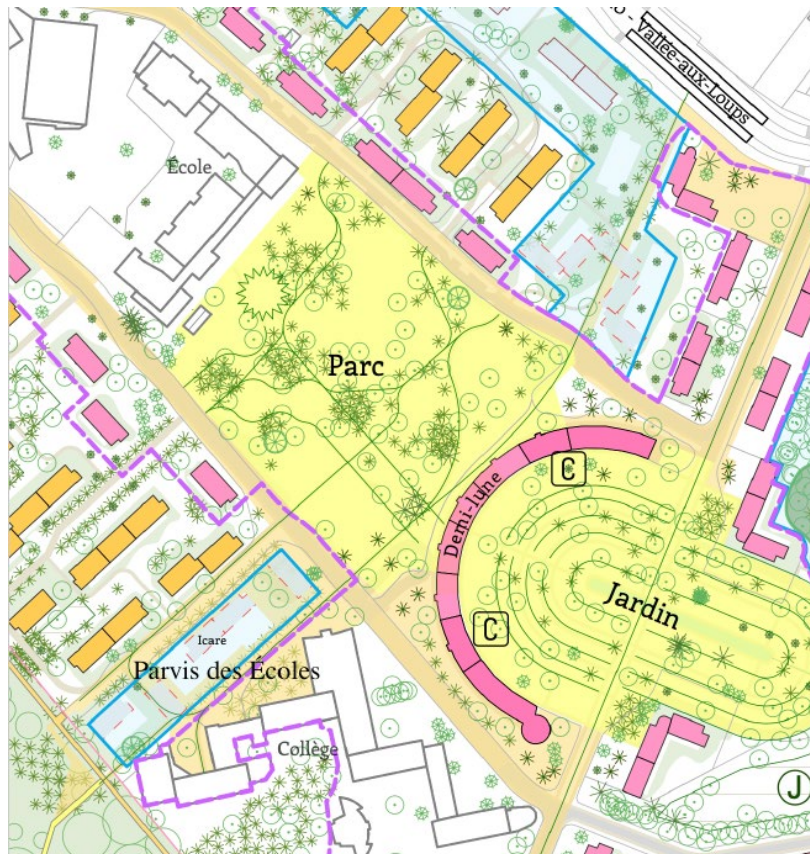 Vallée-aux-Loups
École
Parc
C
Demi-lune
Jardin
C
Icare
Parvis des Écoles
Collège
J